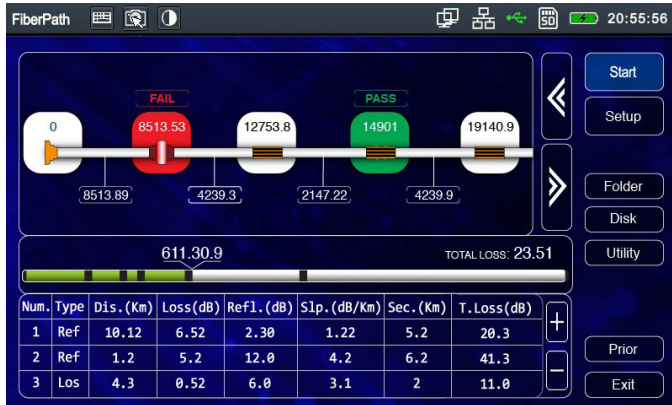 FiberPath
SD
20:55:56
FAIL
PASS
0
8513.53
12753.8
14901
19140.9
8513.89
4239.3
2147.22
4239.9
611.30.9
TOTAL LOSS: 23.51
Num. Type Dis.(Km) Loss(dB) Refl.(dB) Slp.(dB/Km) Sec.(Km) T.Loss(dB)
1 Ref 10.12 6.52 2.30 1.22 5.2 20.3
2 Ref 1.2 5.2 12.0 4.2 6.2 41.3
3 Los 4.3 0.52 6.0 3.1 2 11.0
+
−
Start
Setup
Folder
Disk
Utility
Prior
Exit